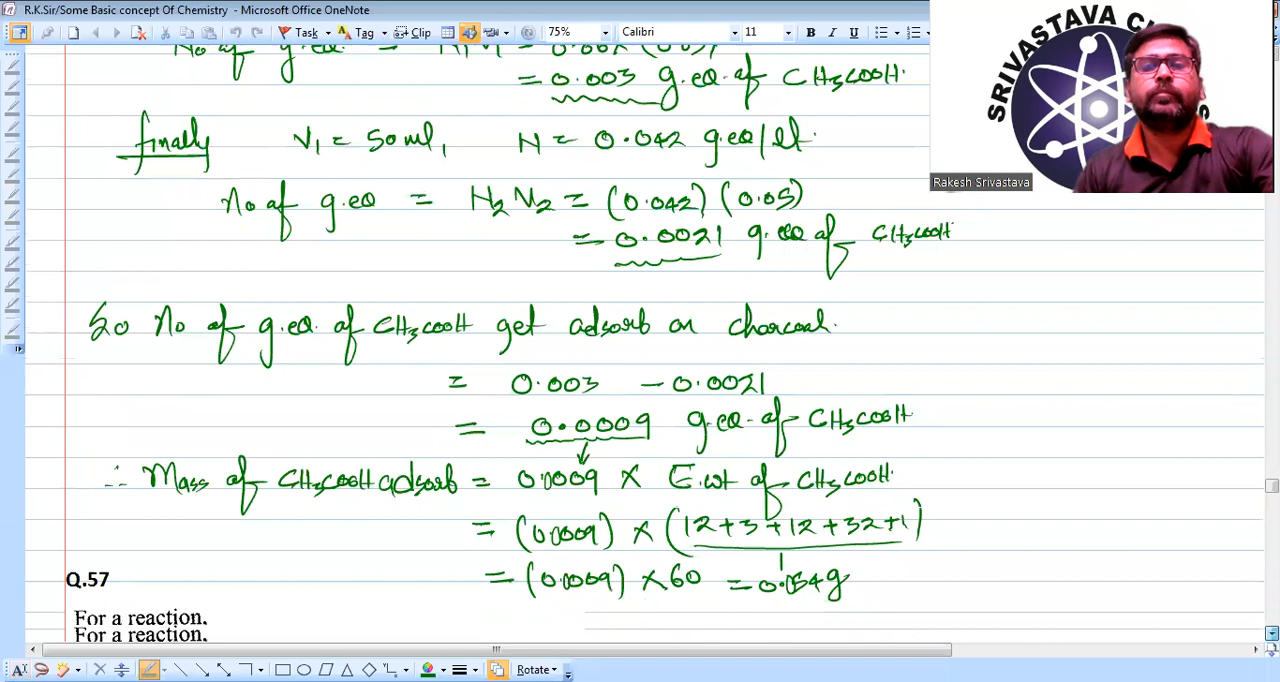 R.K.Sir/Some Basic concept Of Chemistry - Microsoft Office OneNote
Task Tag Clip 75% Calibri 11 B I U
SRIVASTAVA
Rakesh Srivastava
No of g.eq =
= 0.003 g.eq. of CH3COOH.
finally V1 = 50 ml, N = 0.042 g.eq/lt.
No of g.eq = N2V2 = (0.042) (0.05)
= 0.0021 g.eq of CH3COOH
So No of g.eq. of CH3COOH get adsorb on charcoal.
= 0.003 - 0.0021
= 0.0009 g.eq. of CH3COOH
∴ Mass of CH3COOH adsorb = 0.0009 × E.wt of CH3COOH.
= (0.0009) × (12+3+12+32+1)
= (0.0009) × 60 = 0.054g
Q.57
For a reaction,
For a reaction,
Rotate